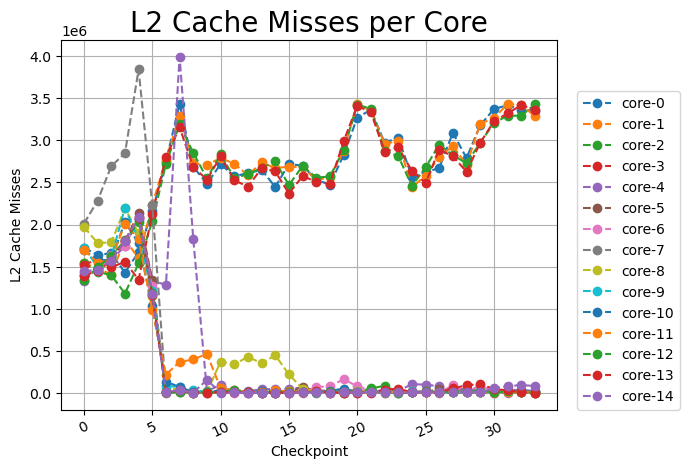 L2 Cache Misses per Core
1e6
4.0
3.5
3.0
2.5
2.0
1.5
1.0
0.5
0.0
L2 Cache Misses
0
5
10
15
20
25
30
Checkpoint
core-0
core-1
core-2
core-3
core-4
core-5
core-6
core-7
core-8
core-9
core-10
core-11
core-12
core-13
core-14